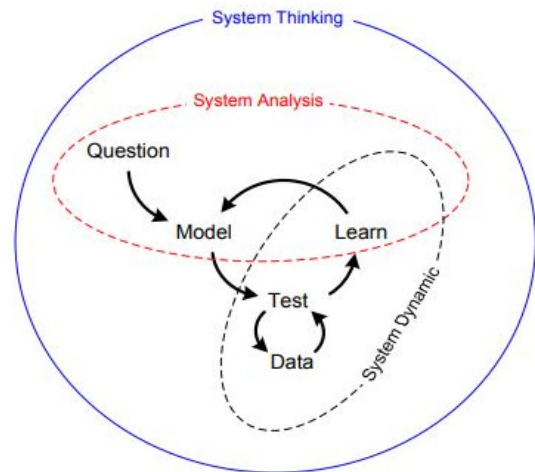 System Thinking
System Analysis
Question
Model
Learn
Test
Data
System Dynamic